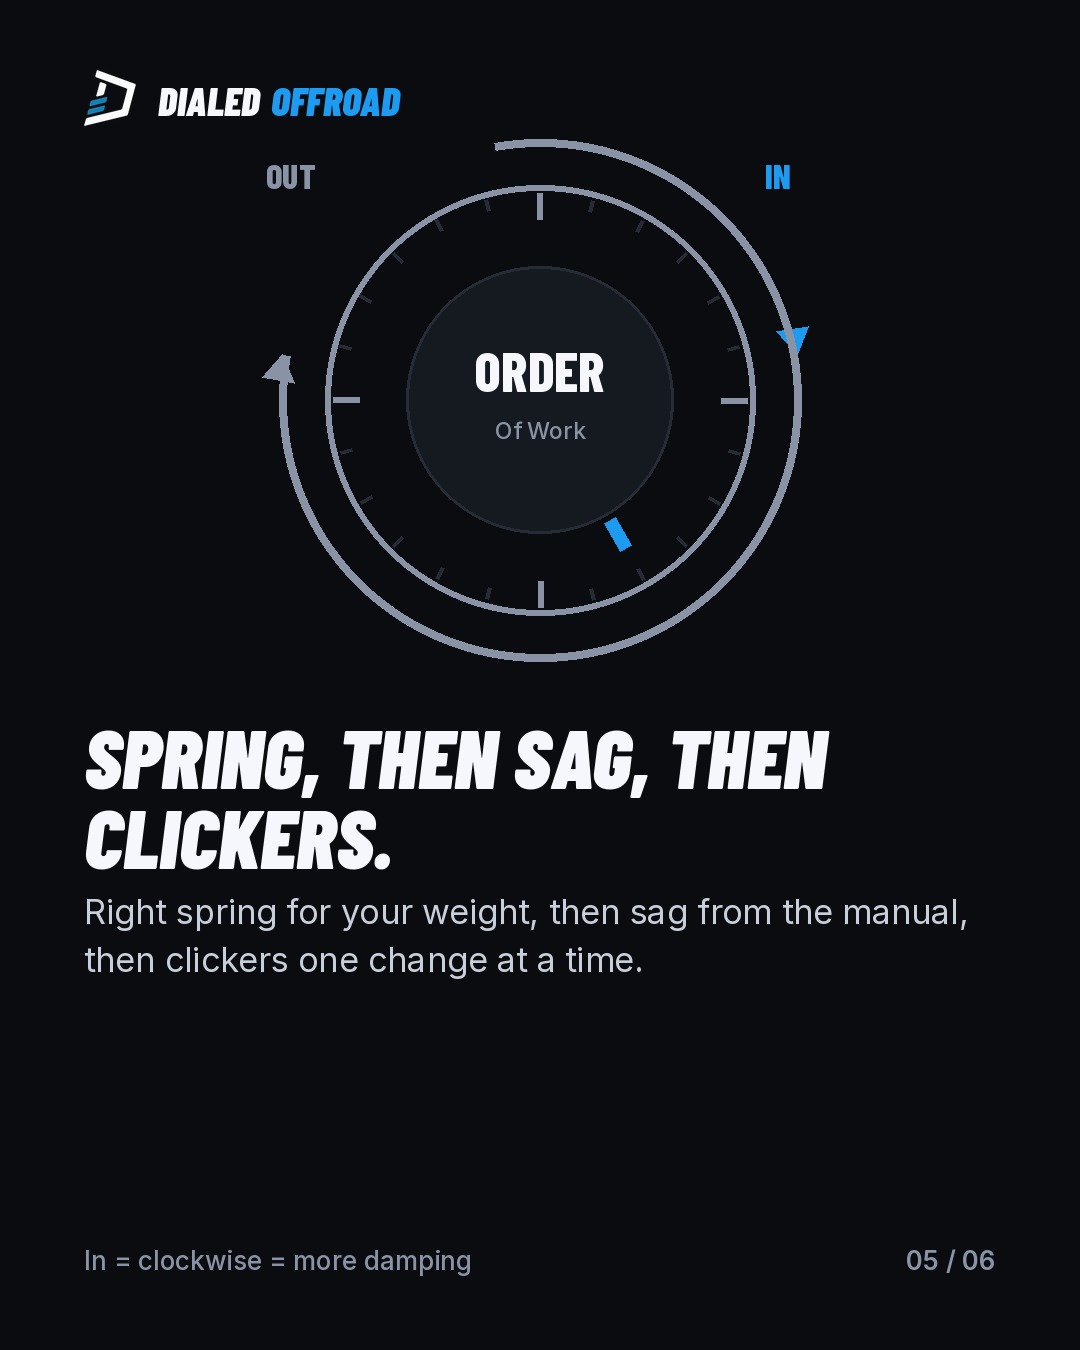 DIALED OFFROAD
OUT
IN
ORDER
Of Work
SPRING, THEN SAG, THEN
CLICKERS.
Right spring for your weight, then sag from the manual,
then clickers one change at a time.
In = clockwise = more damping
05 / 06